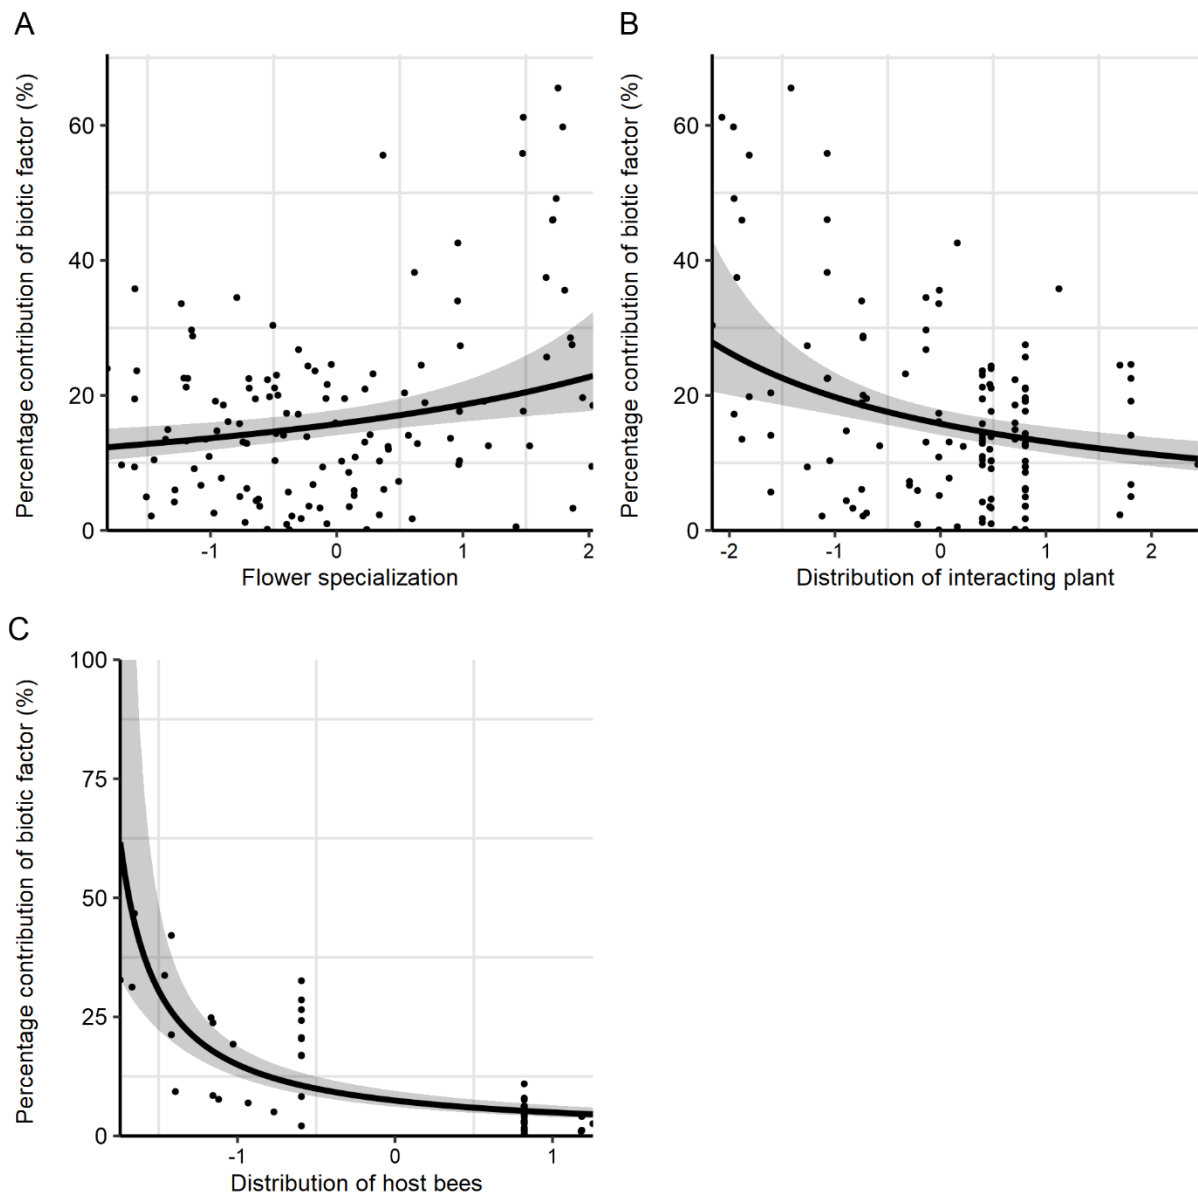 A
B
Percentage contribution of biotic factor (%)
60
40
20
0
-1
0
1
2
Flower specialization
Percentage contribution of biotic factor (%)
60
40
20
0
-2
-1
0
1
2
Distribution of interacting plant
C
Percentage contribution of biotic factor (%)
100
75
50
25
0
-1
0
1
Distribution of host bees